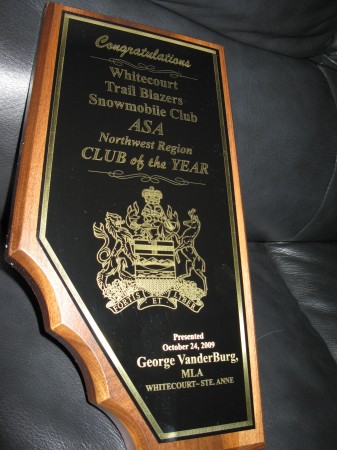 Congratulations
Whitecourt
Trail Blazers
Snowmobile Club
ASA
Northwest Region
CLUB of the YEAR
FORTIS ET LIBER
Presented
October 24, 2009
George VanderBurg,
MLA
WHITECOURT~STE. ANNE